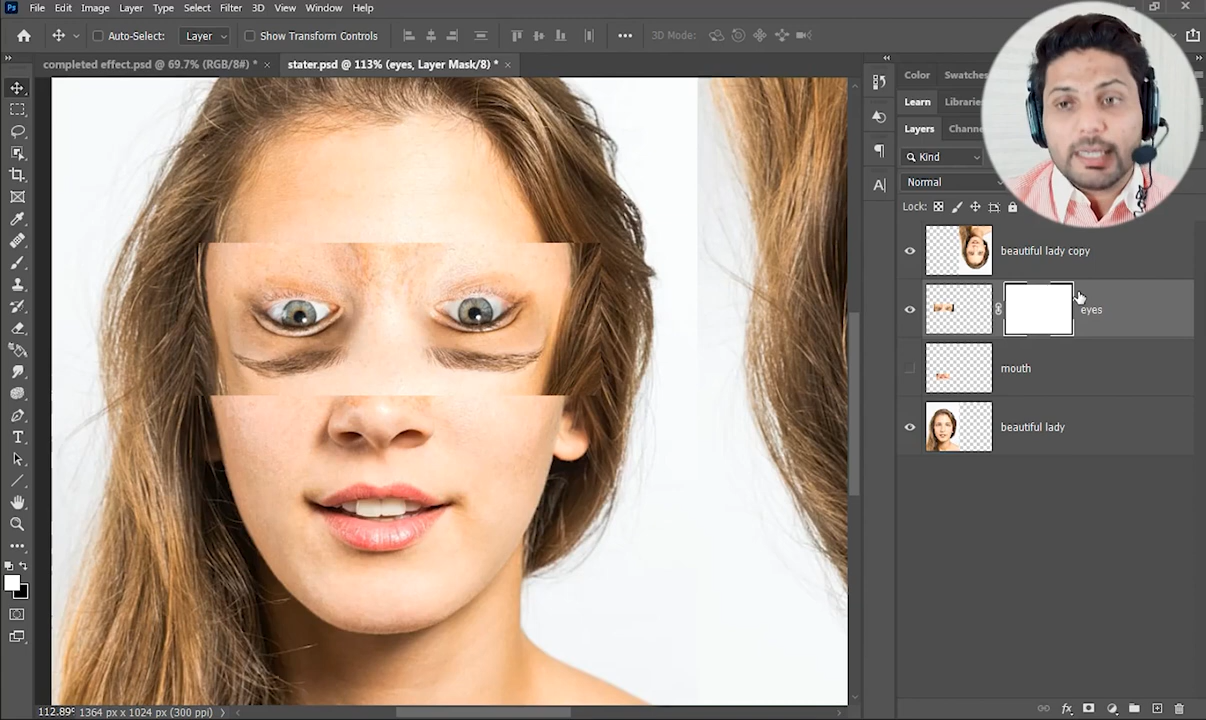 Ps File Edit Image Layer Type Select Filter 3D View Window Help
Auto-Select: Layer Show Transform Controls 3D Mode:
completed effect.psd @ 69.7% (RGB/8#) * × stater.psd @ 113% (eyes, Layer Mask/8) * ×
Color Swatches
Learn Libraries
Layers
Kind
Normal
Lock:
beautiful lady copy
eyes
mouth
beautiful lady
112.89% 1364 px x 1024 px (300 ppi)
fx